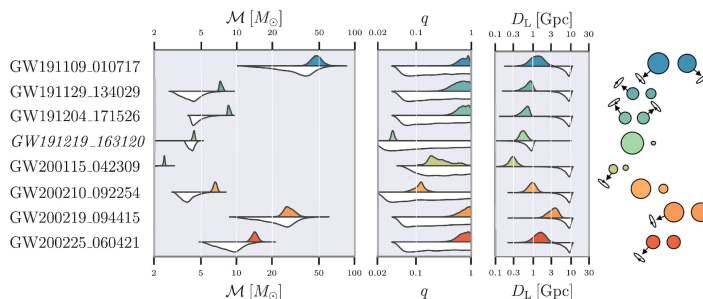 ℳ [M⊙] q D_L [Gpc]
2 5 10 20 50 100 0.02 0.1 1 0.1 0.3 1 3 10 30
GW191109_010717
GW191129_134029
GW191204_171526
GW191219_163120
GW200115_042309
GW200210_092254
GW200219_094415
GW200225_060421
2 5 10 20 50 100 0.02 0.1 1 0.1 0.3 1 3 10 30
ℳ [M⊙] q D_L [Gpc]